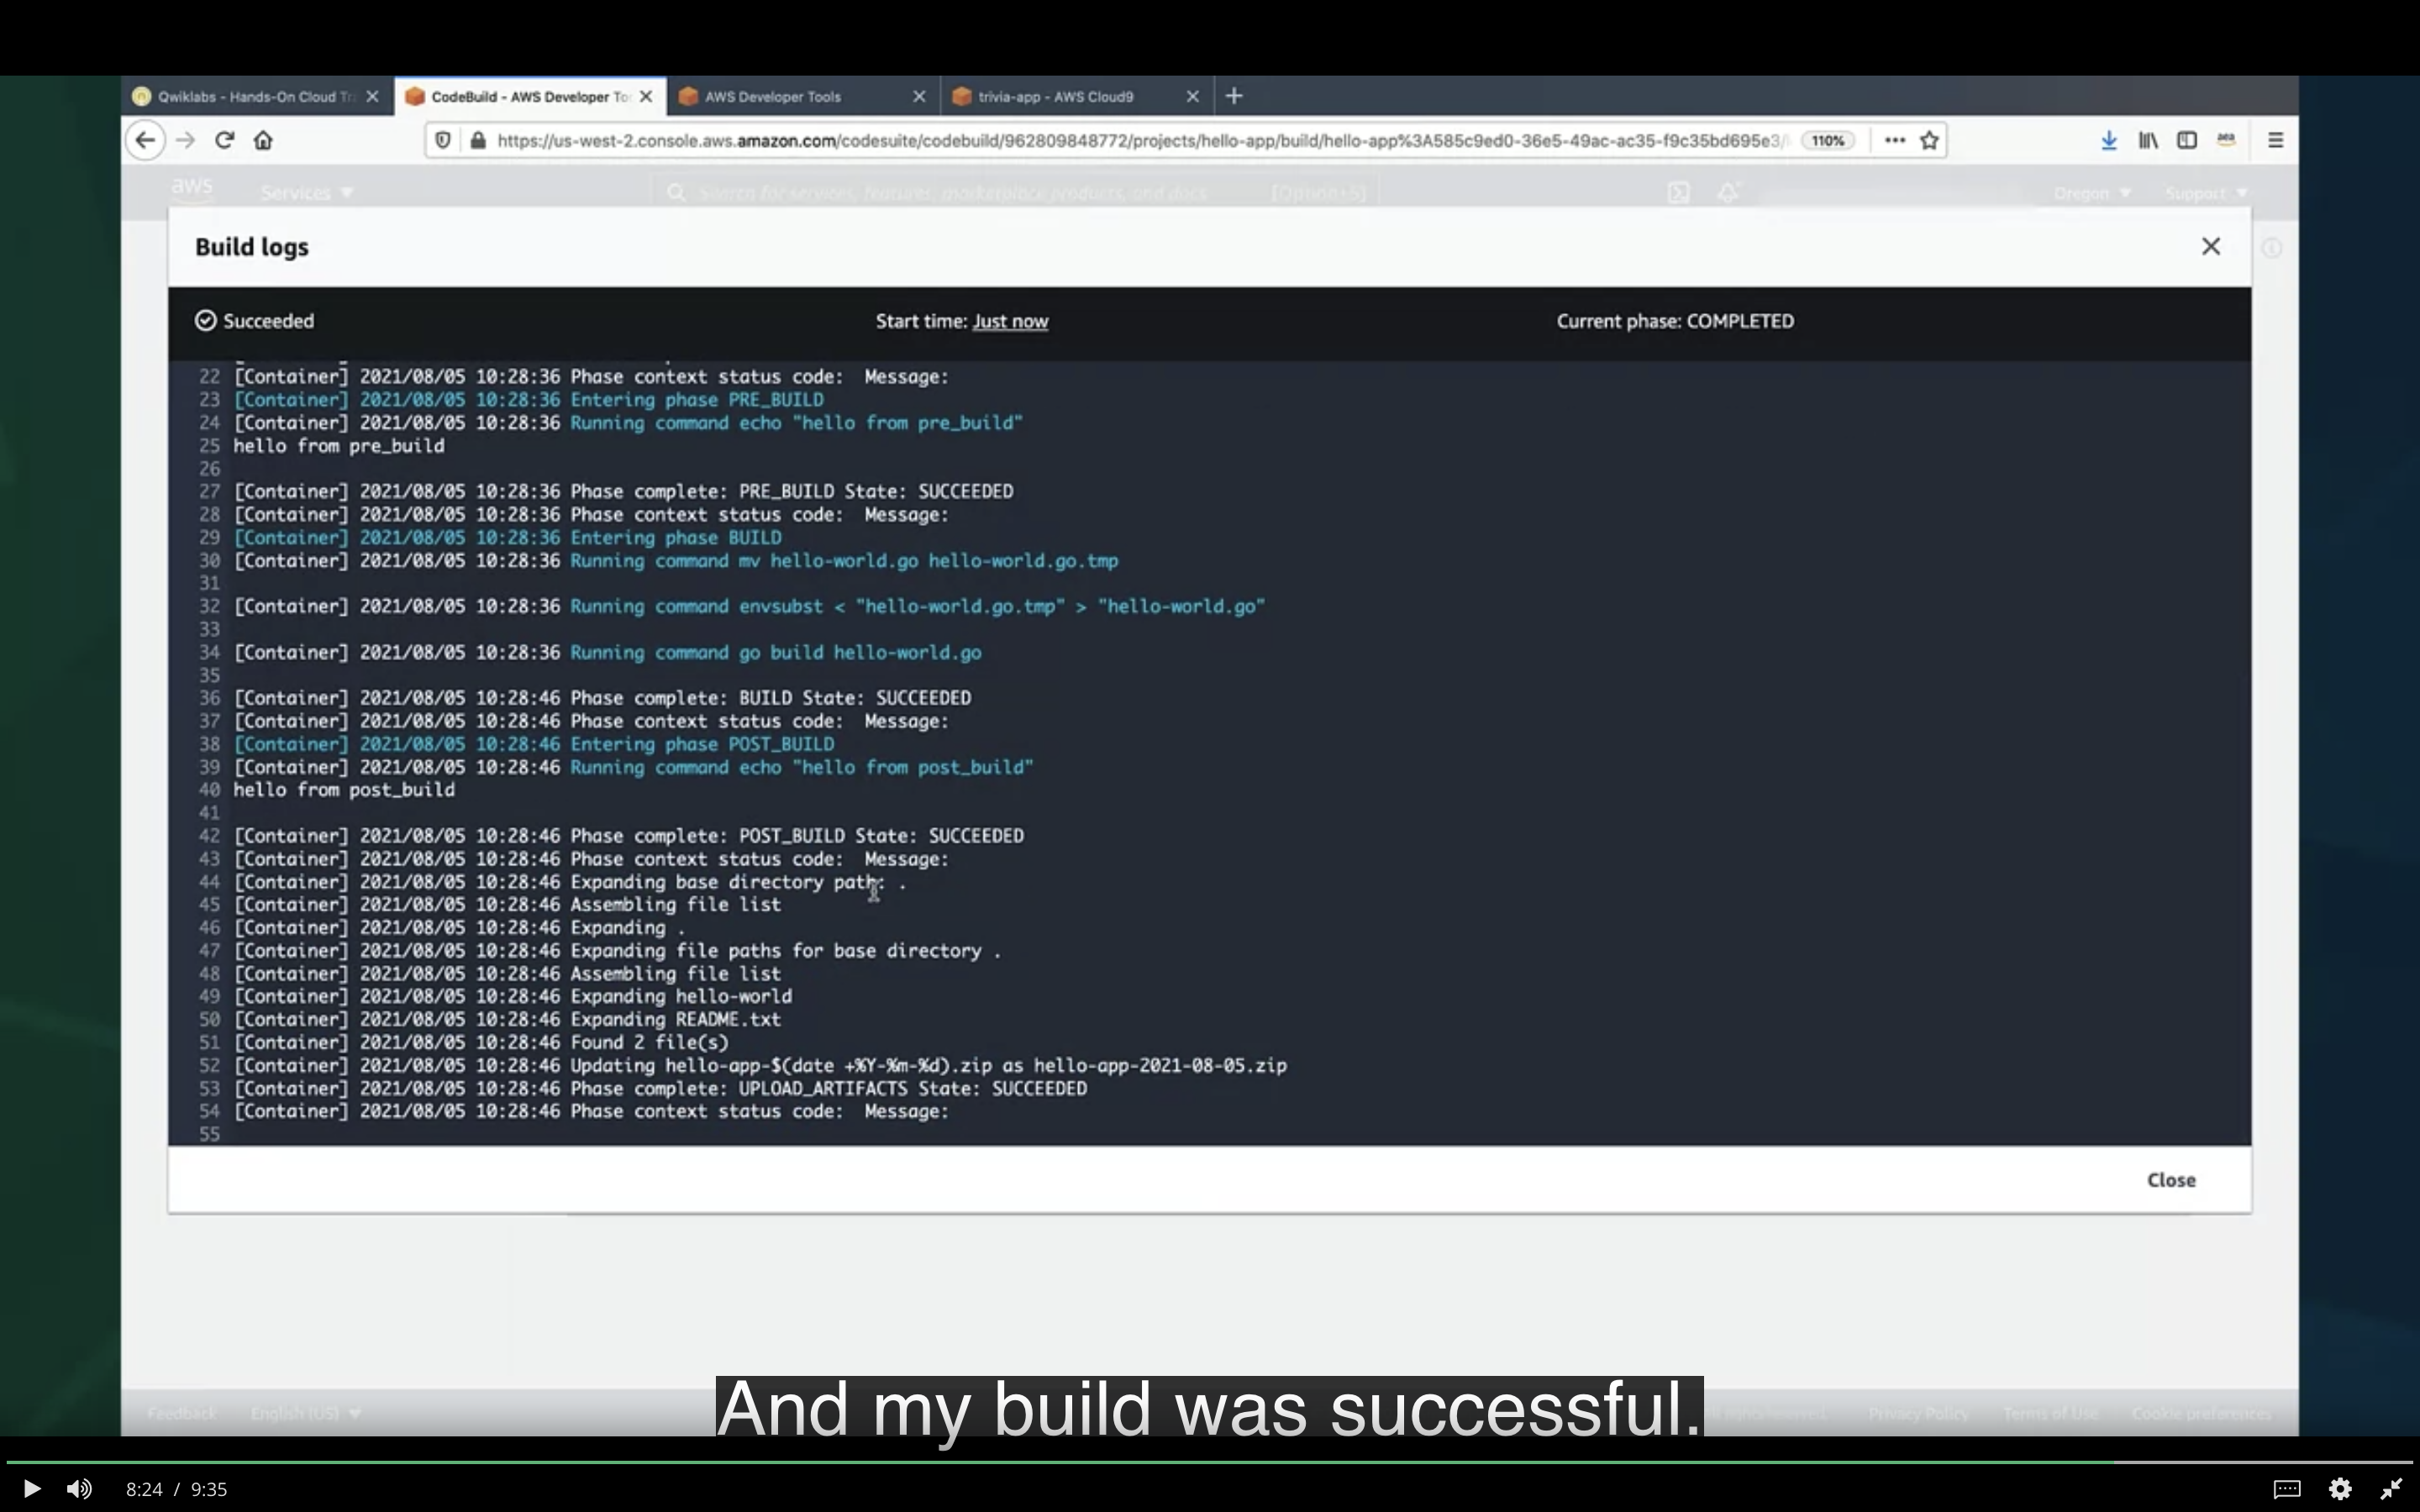 Qwiklabs - Hands-On Cloud Tr
CodeBuild - AWS Developer To
AWS Developer Tools
trivia-app - AWS Cloud9
https://us-west-2.console.aws.amazon.com/codesuite/codebuild/962809848772/projects/hello-app/build/hello-app%3A585c9ed0-36e5-49ac-ac35-f9c35bd695e3/
110%
aws
Services
Search for services, features, marketplace products, and docs
[Option+S]
Oregon
Support
Build logs
Succeeded
Start time: Just now
Current phase: COMPLETED
22 [Container] 2021/08/05 10:28:36 Phase context status code:  Message:
23 [Container] 2021/08/05 10:28:36 Entering phase PRE_BUILD
24 [Container] 2021/08/05 10:28:36 Running command echo "hello from pre_build"
25 hello from pre_build
26
27 [Container] 2021/08/05 10:28:36 Phase complete: PRE_BUILD State: SUCCEEDED
28 [Container] 2021/08/05 10:28:36 Phase context status code:  Message:
29 [Container] 2021/08/05 10:28:36 Entering phase BUILD
30 [Container] 2021/08/05 10:28:36 Running command mv hello-world.go hello-world.go.tmp
31
32 [Container] 2021/08/05 10:28:36 Running command envsubst < "hello-world.go.tmp" > "hello-world.go"
33
34 [Container] 2021/08/05 10:28:36 Running command go build hello-world.go
35
36 [Container] 2021/08/05 10:28:46 Phase complete: BUILD State: SUCCEEDED
37 [Container] 2021/08/05 10:28:46 Phase context status code:  Message:
38 [Container] 2021/08/05 10:28:46 Entering phase POST_BUILD
39 [Container] 2021/08/05 10:28:46 Running command echo "hello from post_build"
40 hello from post_build
41
42 [Container] 2021/08/05 10:28:46 Phase complete: POST_BUILD State: SUCCEEDED
43 [Container] 2021/08/05 10:28:46 Phase context status code:  Message:
44 [Container] 2021/08/05 10:28:46 Expanding base directory path: .
45 [Container] 2021/08/05 10:28:46 Assembling file list
46 [Container] 2021/08/05 10:28:46 Expanding .
47 [Container] 2021/08/05 10:28:46 Expanding file paths for base directory .
48 [Container] 2021/08/05 10:28:46 Assembling file list
49 [Container] 2021/08/05 10:28:46 Expanding hello-world
50 [Container] 2021/08/05 10:28:46 Expanding README.txt
51 [Container] 2021/08/05 10:28:46 Found 2 file(s)
52 [Container] 2021/08/05 10:28:46 Updating hello-app-$(date +%Y-%m-%d).zip as hello-app-2021-08-05.zip
53 [Container] 2021/08/05 10:28:46 Phase complete: UPLOAD_ARTIFACTS State: SUCCEEDED
54 [Container] 2021/08/05 10:28:46 Phase context status code:  Message:
55
Close
Feedback
English (US)
Privacy Policy
Terms of Use
Cookie preferences
And my build was successful.
8:24 / 9:35